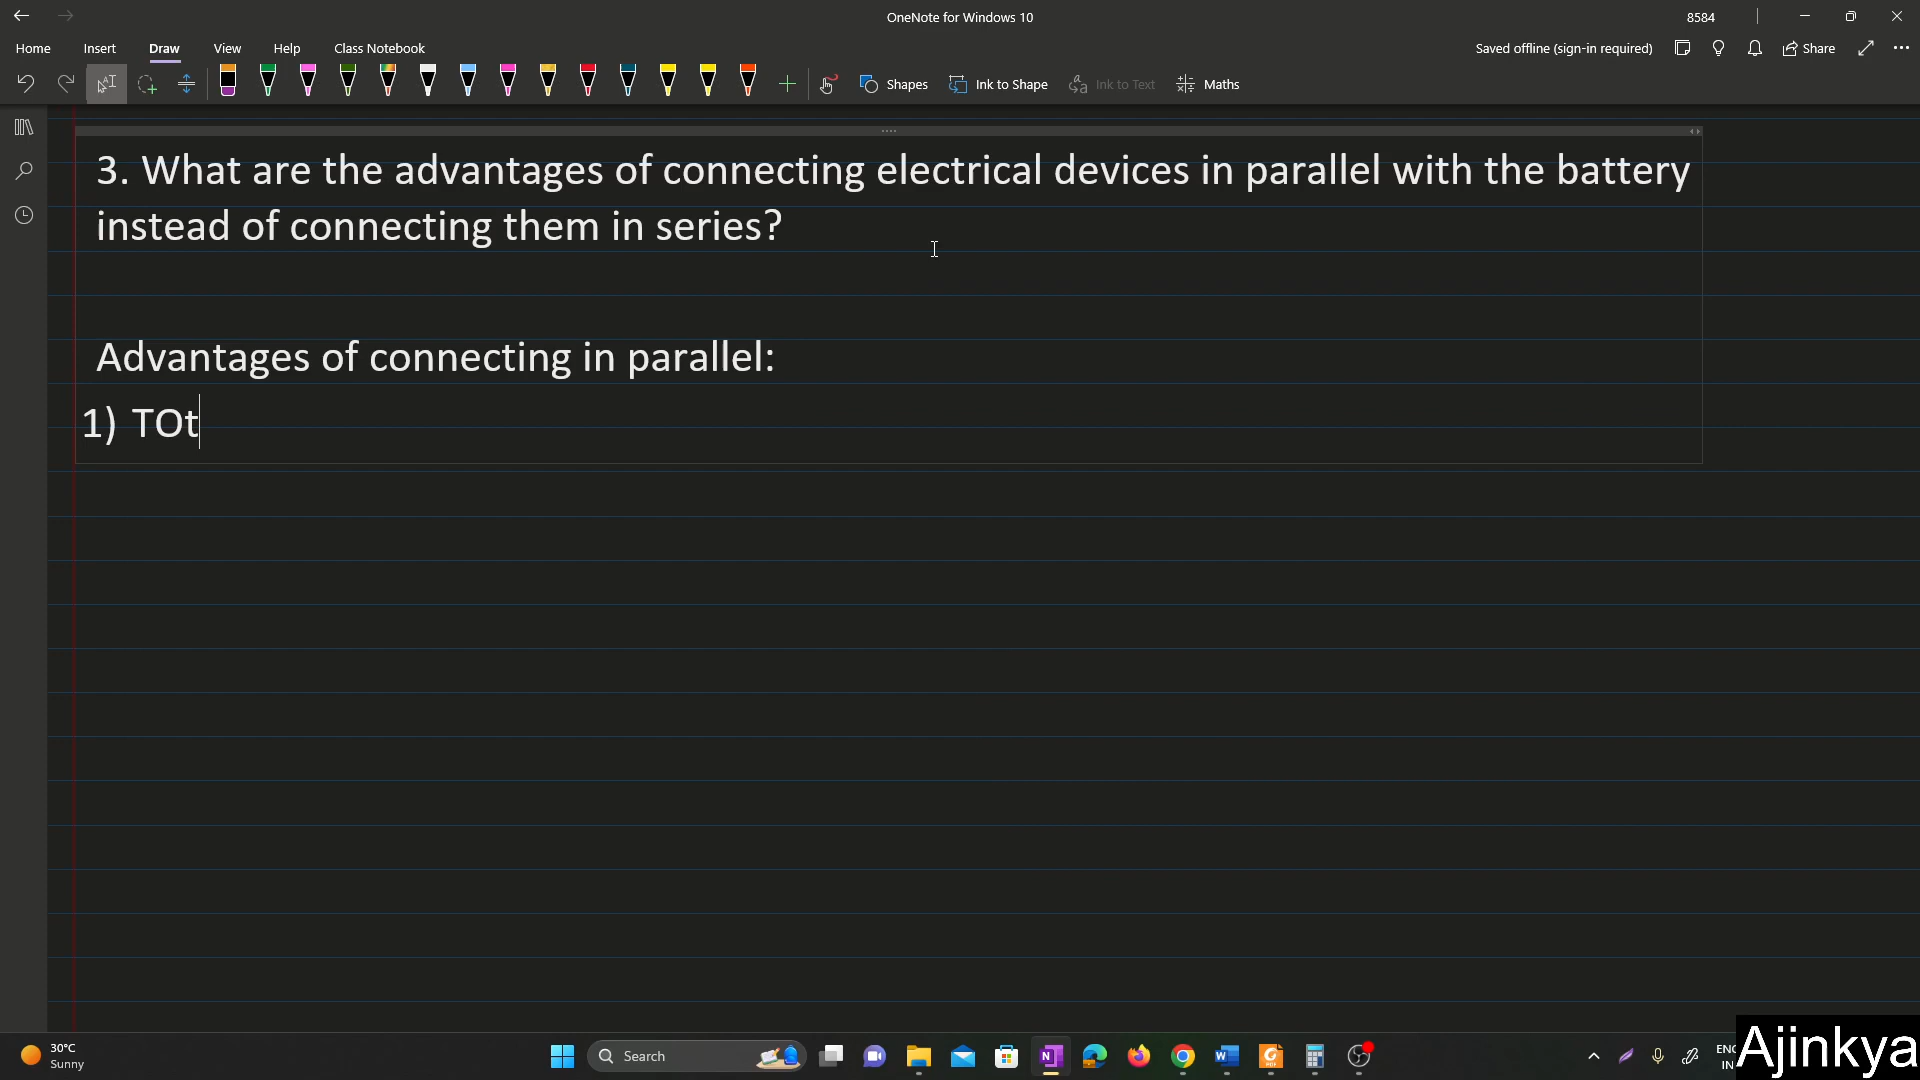 OneNote for Windows 10
8584
Home Insert Draw View Help Class Notebook
Saved offline (sign-in required)
Share
Shapes Ink to Shape Ink to Text Maths
3. What are the advantages of connecting electrical devices in parallel with the battery
instead of connecting them in series?
Advantages of connecting in parallel:
1) TOt
30°C
Sunny
Search
ENG
IN
Ajinkya